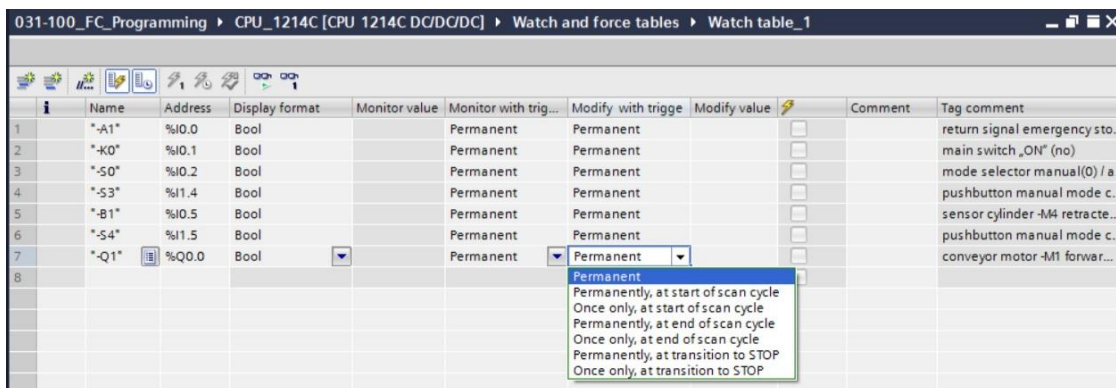 031-100_FC_Programming ▸ CPU_1214C [CPU 1214C DC/DC/DC] ▸ Watch and force tables ▸ Watch table_1
i Name Address Display format Monitor value Monitor with trig... Modify with trigge Modify value Comment Tag comment
1 "-A1" %I0.0 Bool Permanent Permanent return signal emergency sto.
2 "-K0" %I0.1 Bool Permanent Permanent main switch „ON" (no)
3 "-S0" %I0.2 Bool Permanent Permanent mode selector manual(0) / a
4 "-S3" %I1.4 Bool Permanent Permanent pushbutton manual mode c.
5 "-B1" %I0.5 Bool Permanent Permanent sensor cylinder -M4 retracte..
6 "-S4" %I1.5 Bool Permanent Permanent pushbutton manual mode c.
7 "-Q1" %Q0.0 Bool Permanent Permanent conveyor motor -M1 forwar...
8
Permanent
Permanently, at start of scan cycle
Once only, at start of scan cycle
Permanently, at end of scan cycle
Once only, at end of scan cycle
Permanently, at transition to STOP
Once only, at transition to STOP